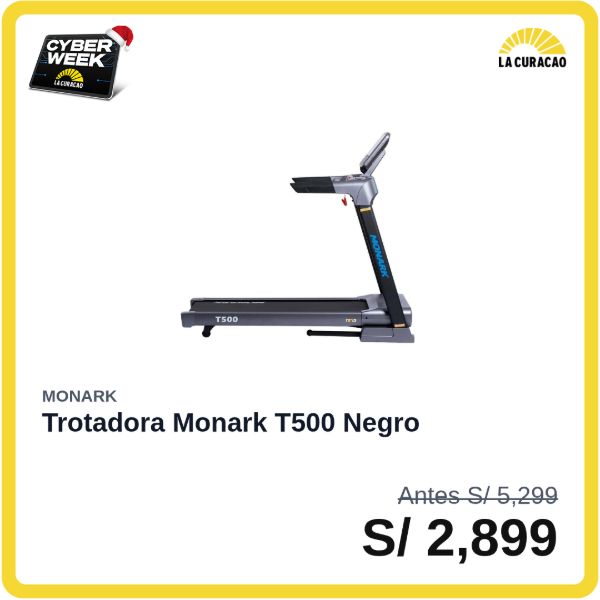 CYBER
WEEK
LA CURACAO
LA CURACAO
MONARK
T500
MONARK
Trotadora Monark T500 Negro
Antes S/ 5,299
S/ 2,899